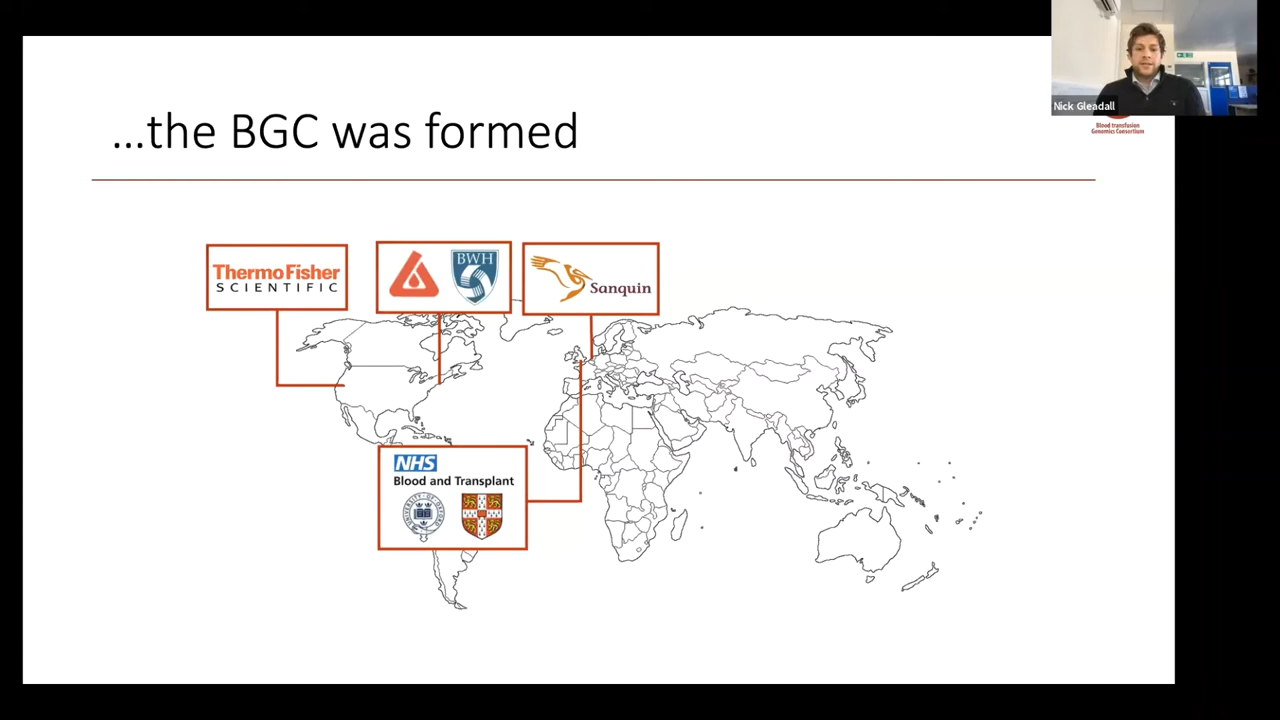 ...the BGC was formed
Nick Gleadall
Blood transfusion
Genomics Consortium
ThermoFisher
SCIENTIFIC
BWH
Sanquin
NHS
Blood and Transplant